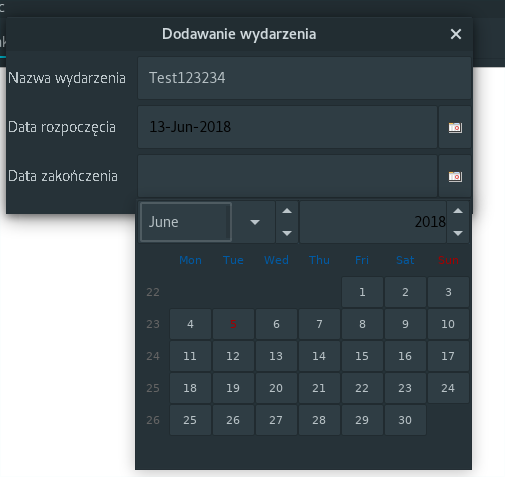 Dodawanie wydarzenia
Nazwa wydarzenia Test123234
Data rozpoczęcia 13-Jun-2018
Data zakończenia
June 2018
Mon Tue Wed Thu Fri Sat Sun
22 1 2 3
23 4 5 6 7 8 9 10
24 11 12 13 14 15 16 17
25 18 19 20 21 22 23 24
26 25 26 27 28 29 30